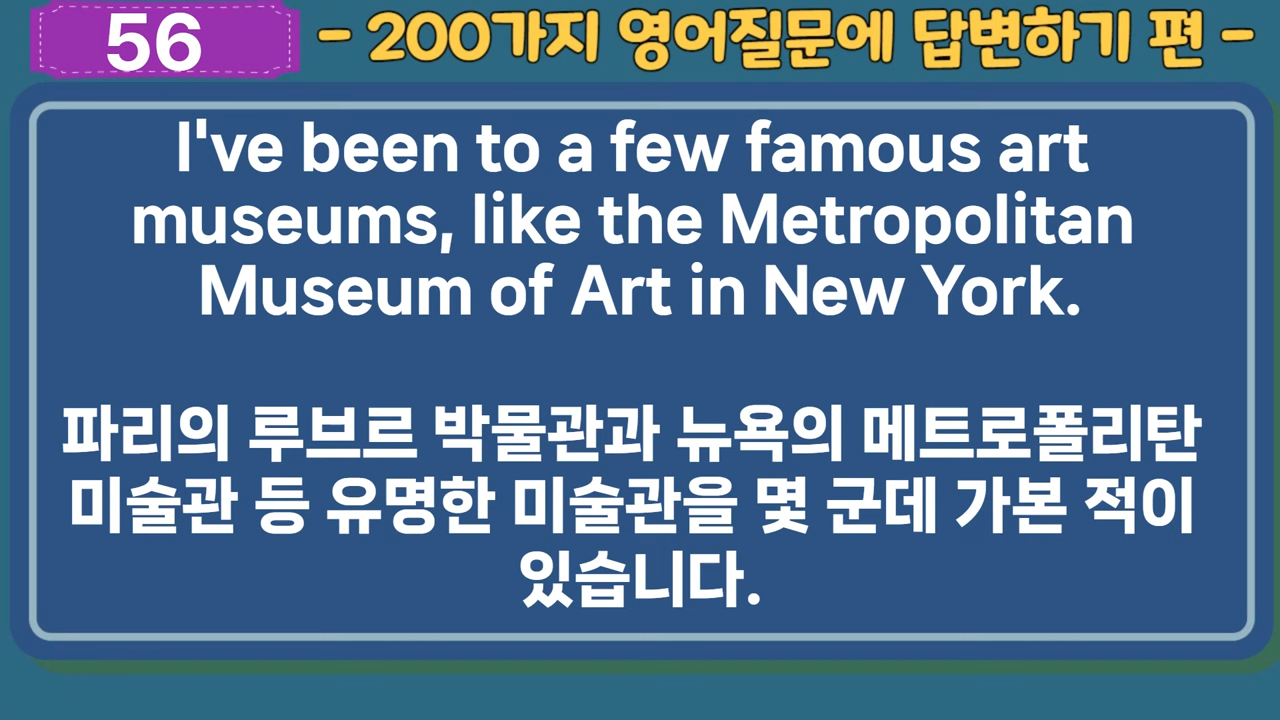 56
- 200가지 영어질문에 답변하기 편 -
I've been to a few famous art
museums, like the Metropolitan
Museum of Art in New York.
파리의 루브르 박물관과 뉴욕의 메트로폴리탄
미술관 등 유명한 미술관을 몇 군데 가본 적이
있습니다.